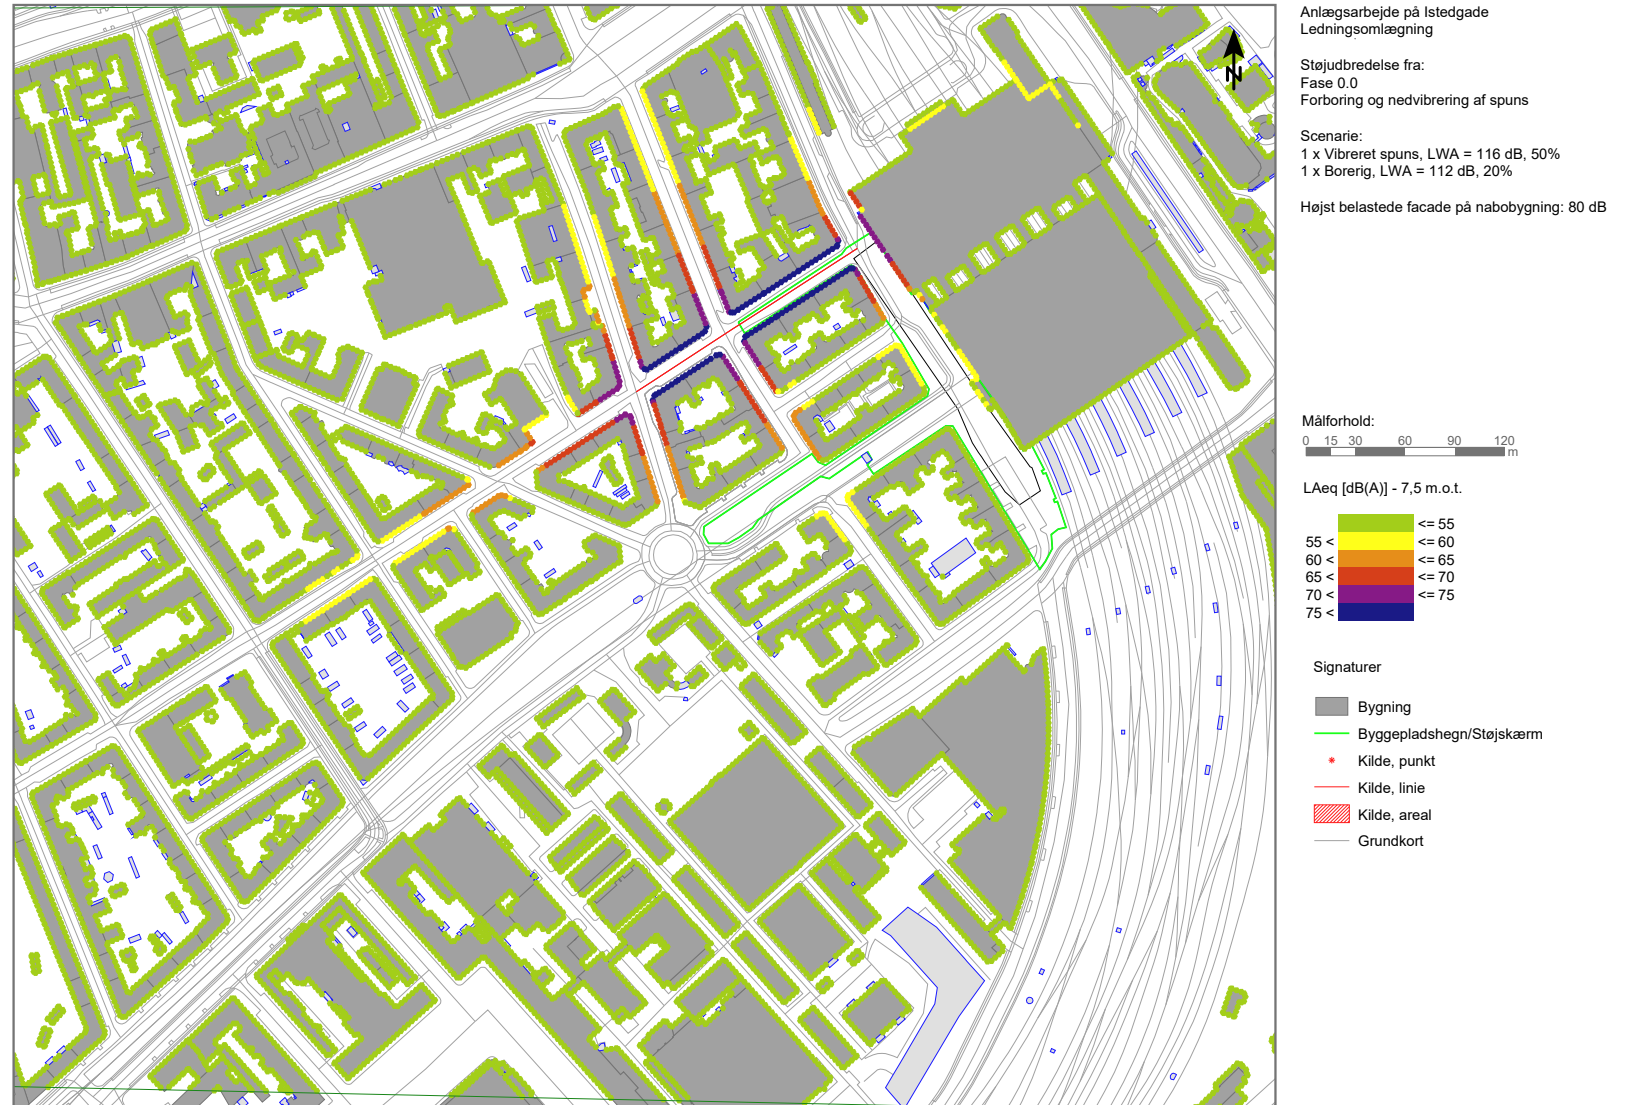 Anlægsarbejde på Istedgade
Ledningsomlægning
Støjudbredelse fra:
Fase 0.0
Forboring og nedvibrering af spuns
Scenarie:
1 x Vibreret spuns, LWA = 116 dB, 50%
1 x Borerig, LWA = 112 dB, 20%
Højst belastede facade på nabobygning: 80 dB
N
Målforhold:
0 15 30 60 90 120
m
LAeq [dB(A)] - 7,5 m.o.t.
<= 55
55 < <= 60
60 < <= 65
65 < <= 70
70 < <= 75
75 <
Signaturer
Bygning
Byggepladshegn/Støjskærm
Kilde, punkt
Kilde, linie
Kilde, areal
Grundkort